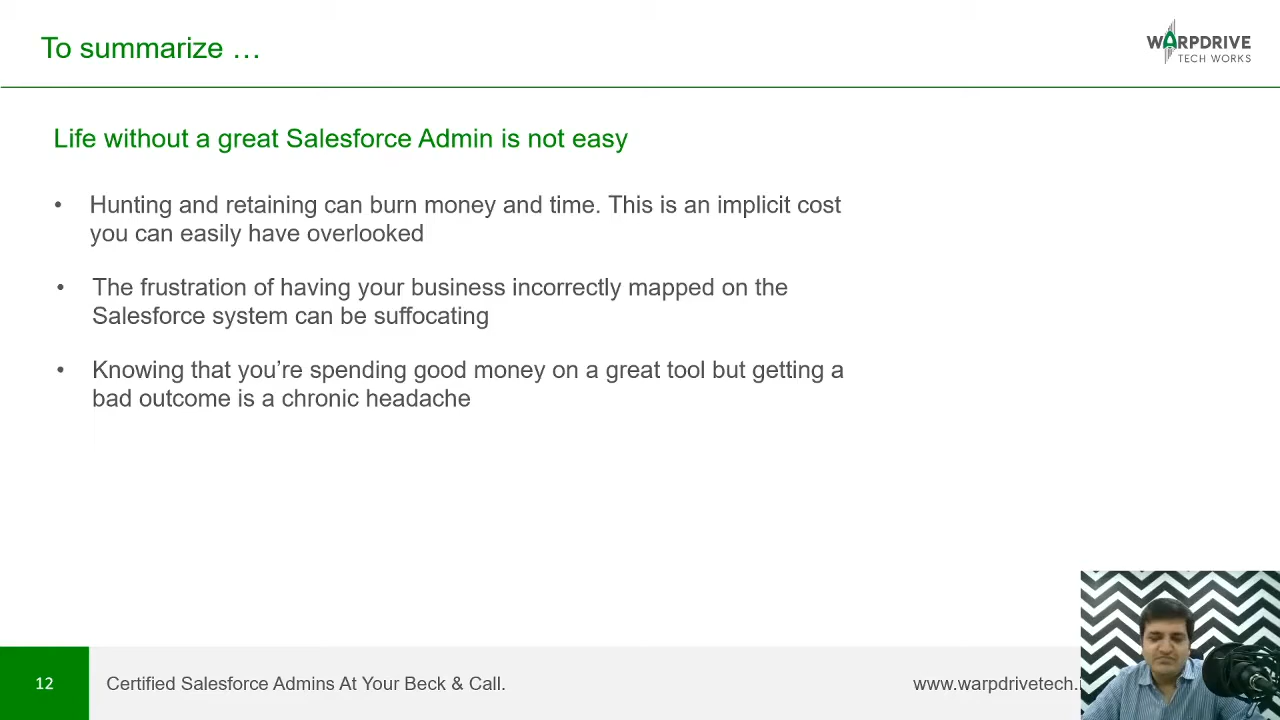 To summarize …
WARPDRIVE
TECH WORKS
Life without a great Salesforce Admin is not easy
• Hunting and retaining can burn money and time. This is an implicit cost
you can easily have overlooked
• The frustration of having your business incorrectly mapped on the
Salesforce system can be suffocating
• Knowing that you’re spending good money on a great tool but getting a
bad outcome is a chronic headache
12
Certified Salesforce Admins At Your Beck & Call.
www.warpdrivetech.